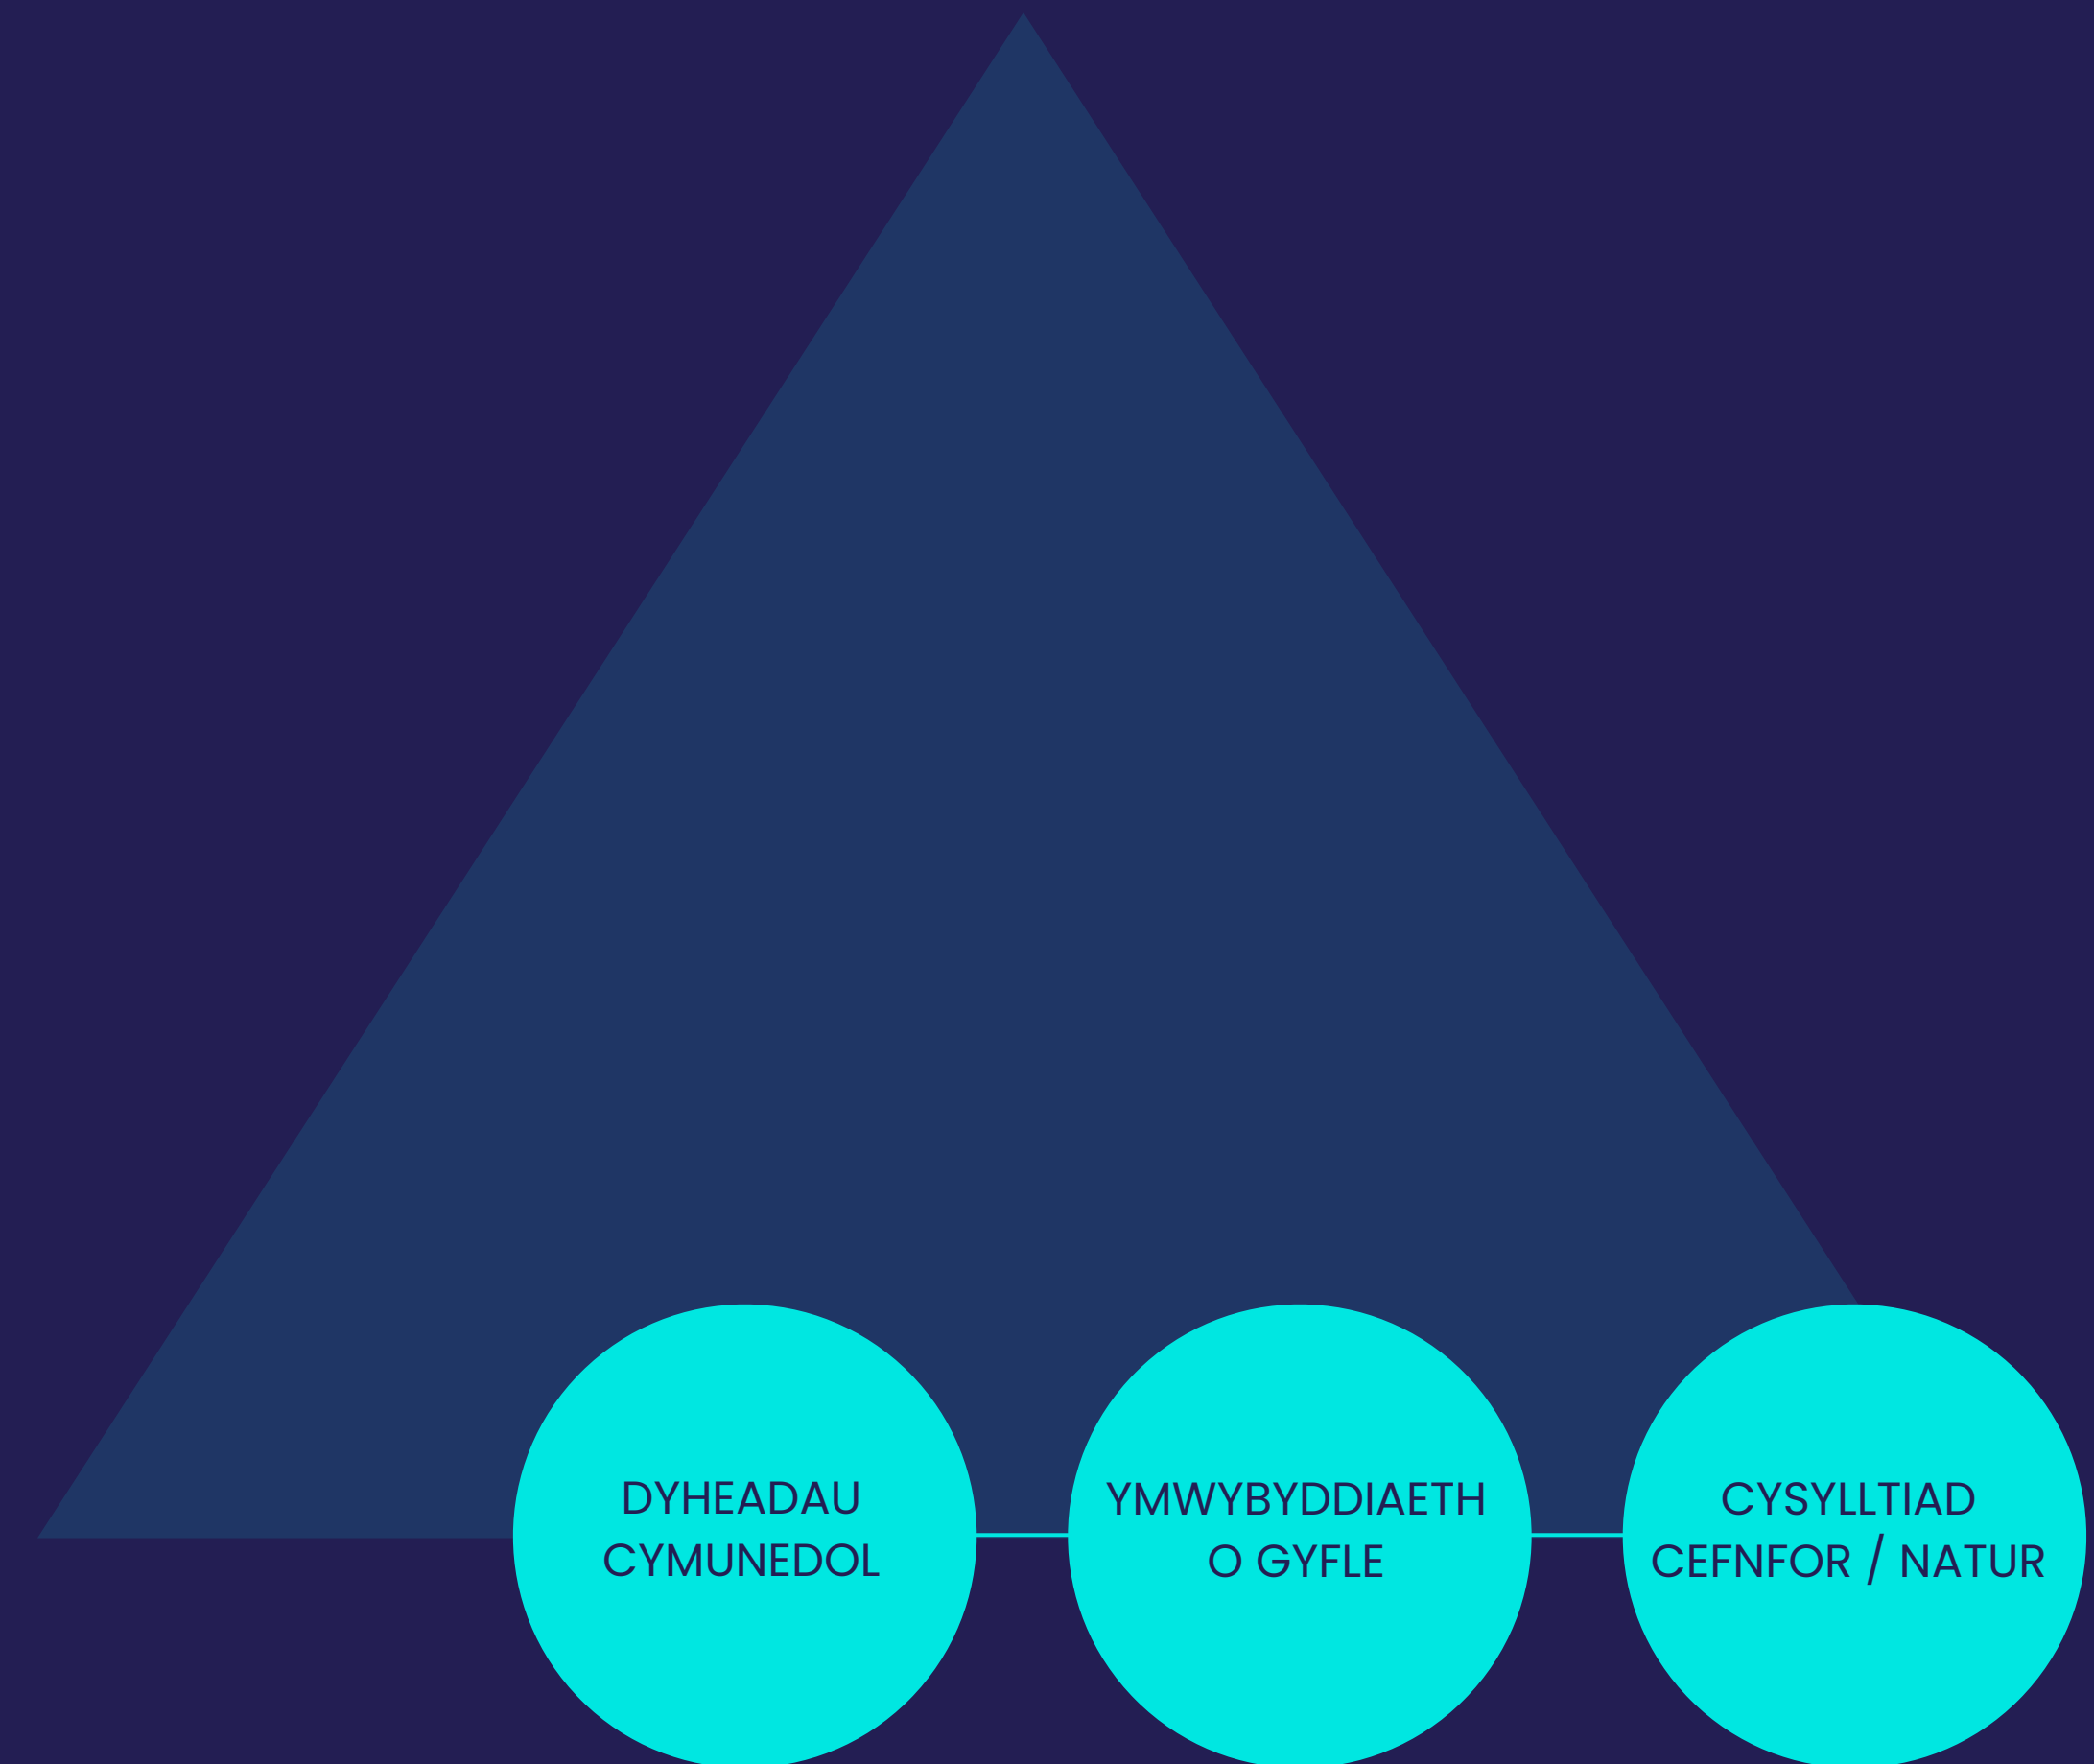 DYHEADAU
CYMUNEDOL
YMWYBYDDIAETH
O GYFLE
CYSYLLTIAD
CEFNFOR / NATUR